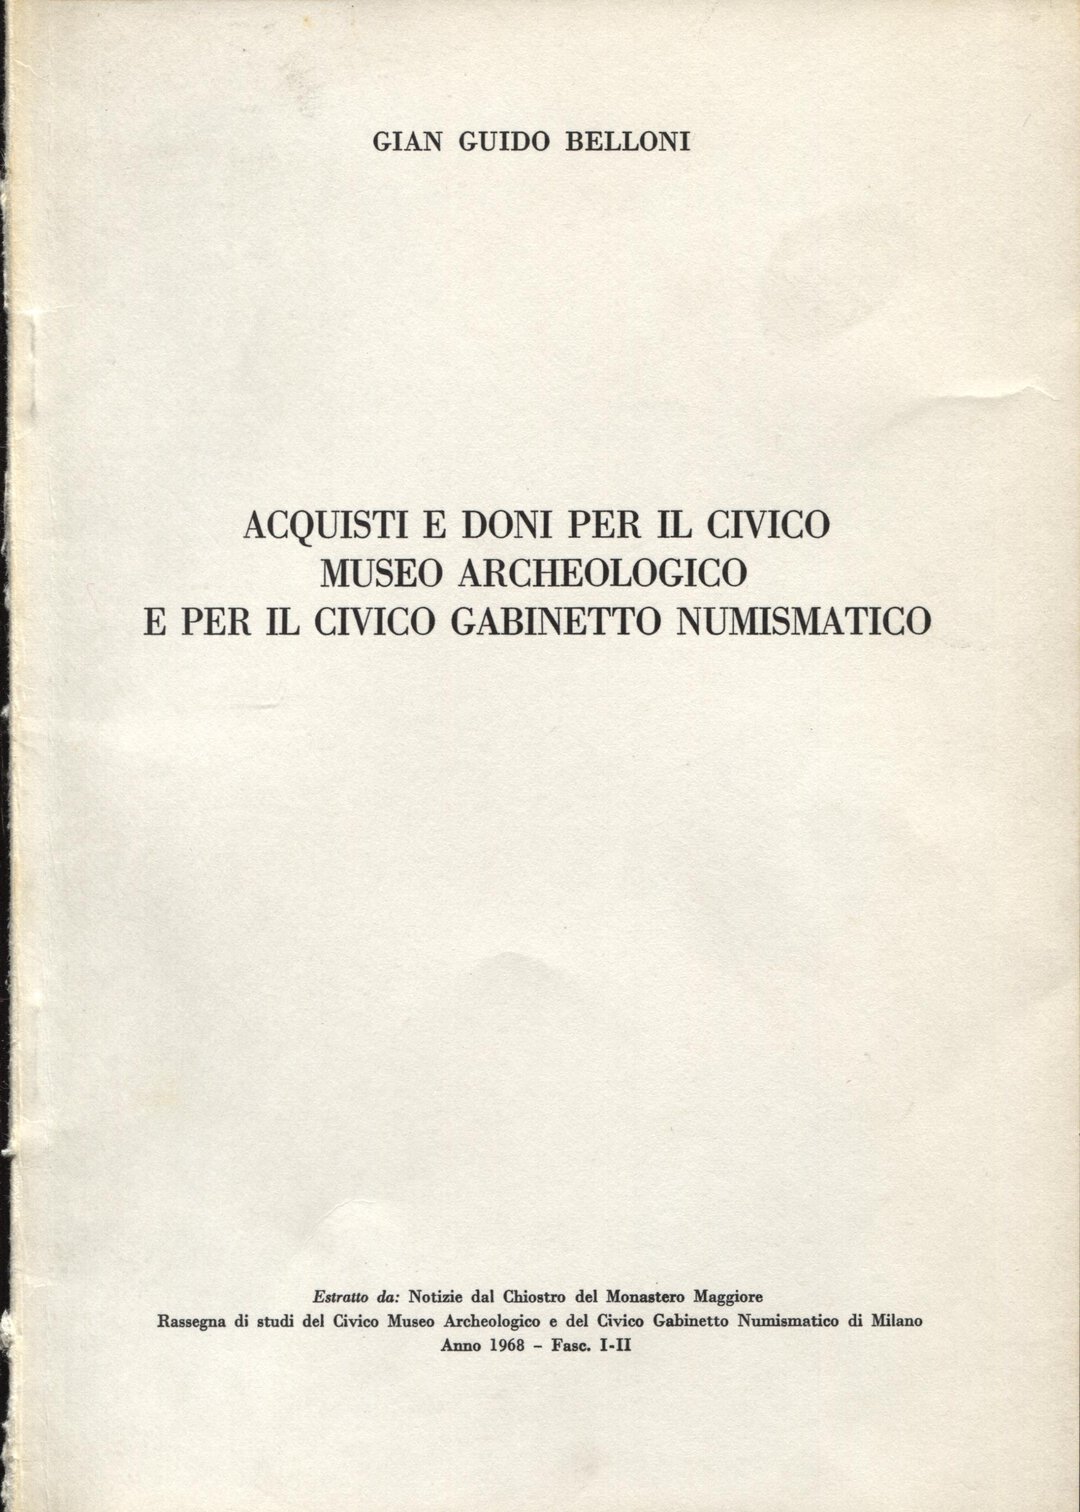 GIAN GUIDO BELLONI
ACQUISTI E DONI PER IL CIVICO
MUSEO ARCHEOLOGICO
E PER IL CIVICO GABINETTO NUMISMATICO
Estratto da: Notizie dal Chiostro del Monastero Maggiore
Rassegna di studi del Civico Museo Archeologico e del Civico Gabinetto Numismatico di Milano
Anno 1968 – Fasc. I-II